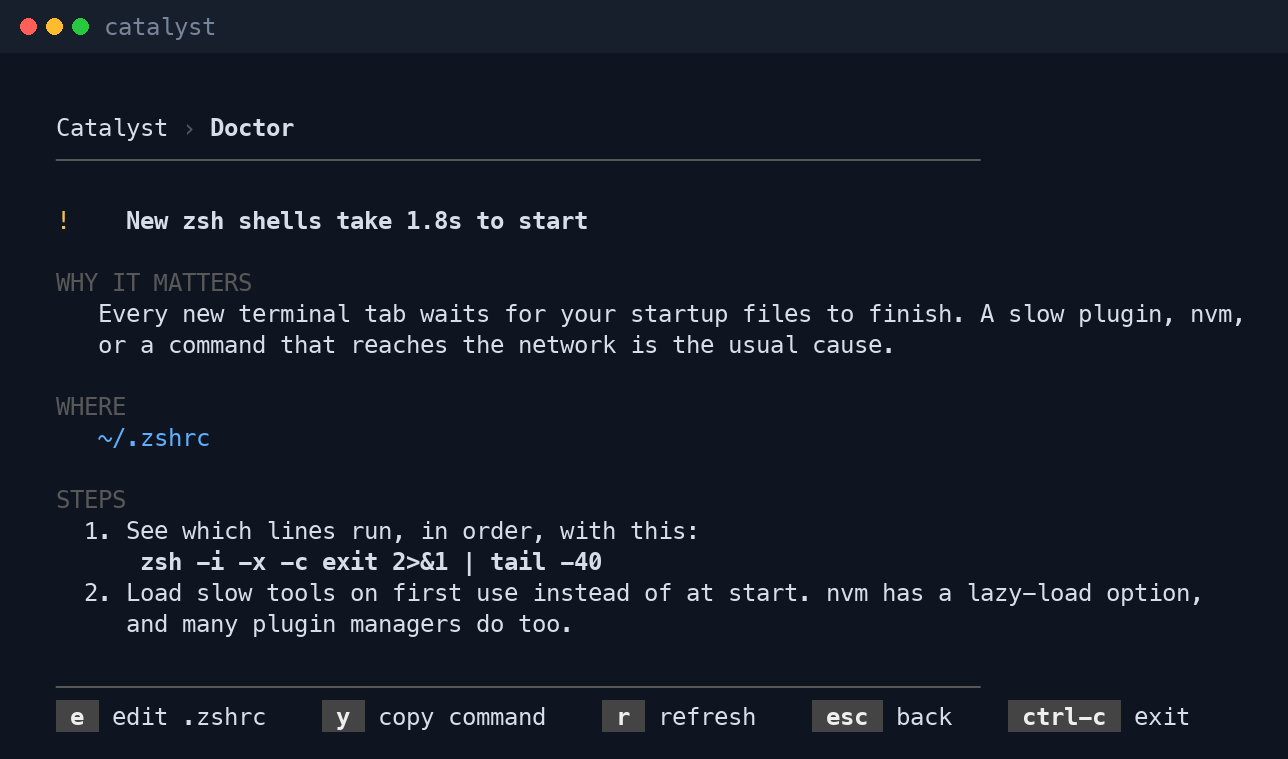 catalyst
Catalyst › Doctor
! New zsh shells take 1.8s to start
WHY IT MATTERS
Every new terminal tab waits for your startup files to finish. A slow plugin, nvm,
or a command that reaches the network is the usual cause.
WHERE
~/.zshrc
STEPS
1. See which lines run, in order, with this:
zsh -i -x -c exit 2>&1 | tail -40
2. Load slow tools on first use instead of at start. nvm has a lazy-load option,
and many plugin managers do too.
e edit .zshrc y copy command r refresh esc back ctrl-c exit